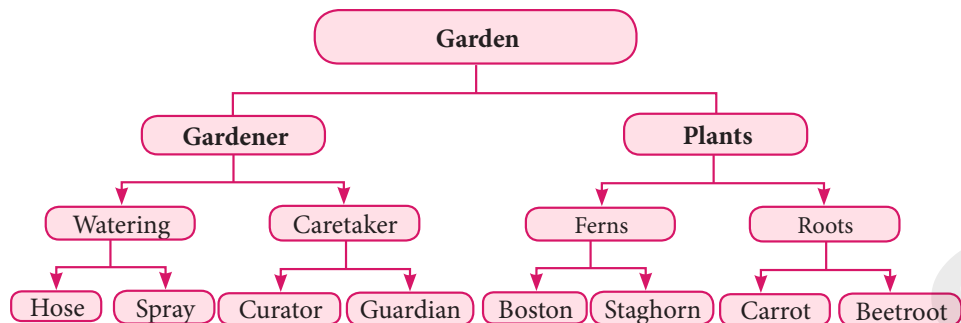 Garden
Gardener Plants
Watering Caretaker Ferns Roots
Hose Spray Curator Guardian Boston Staghorn Carrot Beetroot